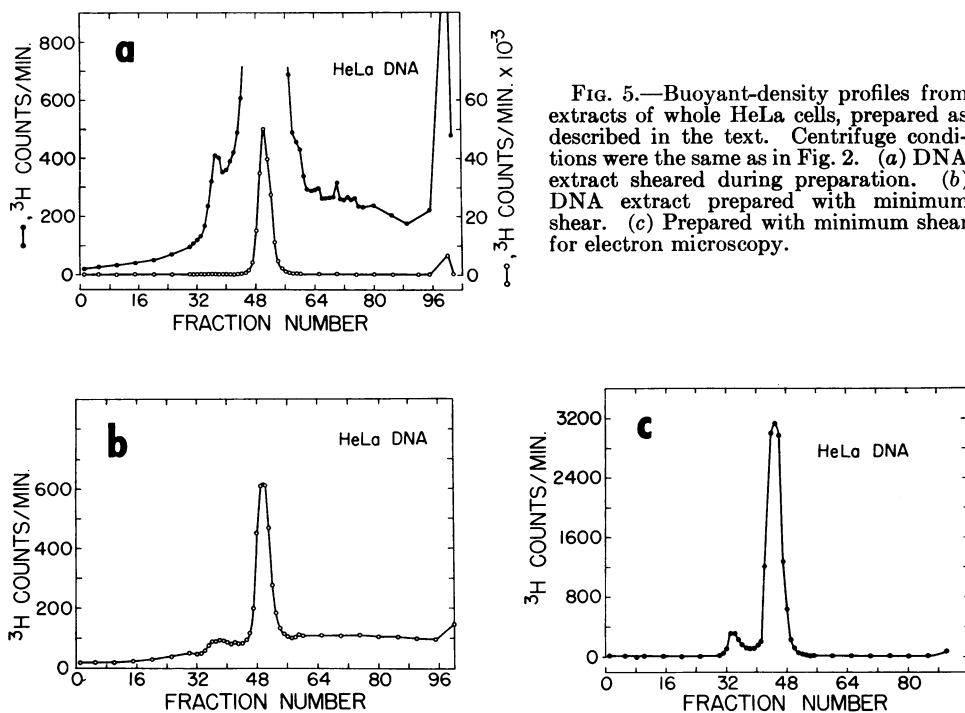 a
HeLa DNA
800
600
400
200
0
●, ³H COUNTS/MIN.
60
40
20
0
○, ³H COUNTS/MIN. x 10⁻³
0 16 32 48 64 80 96
FRACTION NUMBER
FIG. 5.—Buoyant-density profiles from
extracts of whole HeLa cells, prepared as
described in the text. Centrifuge condi-
tions were the same as in Fig. 2. (a) DNA
extract sheared during preparation. (b)
DNA extract prepared with minimum
shear. (c) Prepared with minimum shear
for electron microscopy.
b
HeLa DNA
600
400
200
0
³H COUNTS/MIN.
0 16 32 48 64 80 96
FRACTION NUMBER
c
HeLa DNA
3200
2400
1600
800
0
³H COUNTS/MIN.
0 16 32 48 64 80
FRACTION NUMBER